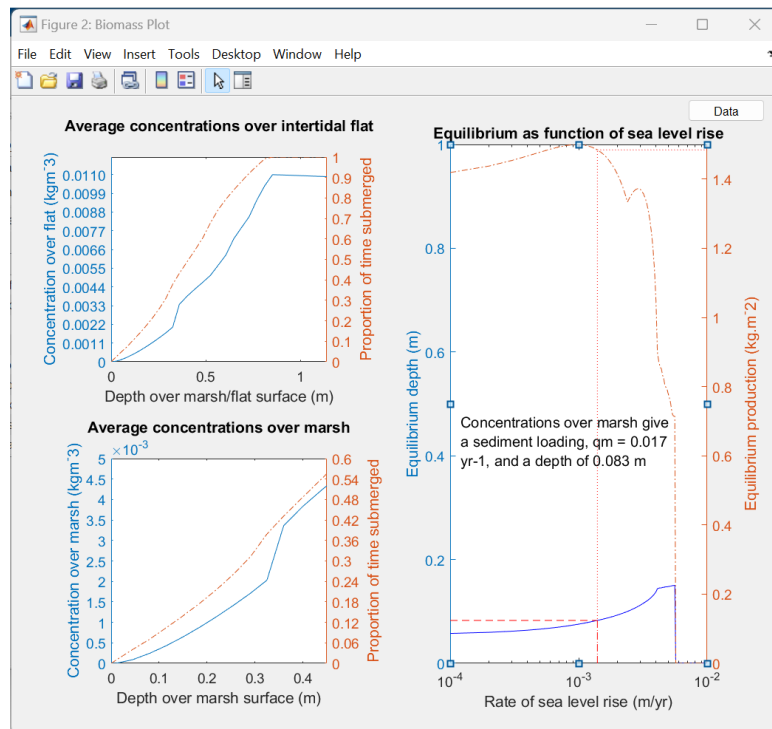 Figure 2: Biomass Plot
File Edit View Insert Tools Desktop Window Help
Data
Average concentrations over intertidal flat
Concentration over flat (kgm-3)
0.0110
0.0099
0.0088
0.0077
0.0066
0.0055
0.0044
0.0033
0.0022
0.0011
0
1
0.9
0.8
0.7
0.6
0.5
0.4
0.3
0.2
0.1
0
Proportion of time submerged
0 0.5 1
Depth over marsh/flat surface (m)
Average concentrations over marsh
×10-3
Concentration over marsh (kgm-3)
5
4.5
4
3.5
3
2.5
2
1.5
1
0.5
0
0.6
0.54
0.48
0.42
0.36
0.30
0.24
0.18
0.12
0.06
0
Proportion of time submerged
0 0.1 0.2 0.3 0.4
Depth over marsh surface (m)
Equilibrium as function of sea level rise
Equilibrium depth (m)
1
0.8
0.6
0.4
0.2
0
Concentrations over marsh give
a sediment loading, qm = 0.017
yr-1, and a depth of 0.083 m
1.4
1.2
1
0.8
0.6
0.4
0.2
0
Equilibrium production (kg.m-2)
10-4 10-3 10-2
Rate of sea level rise (m/yr)